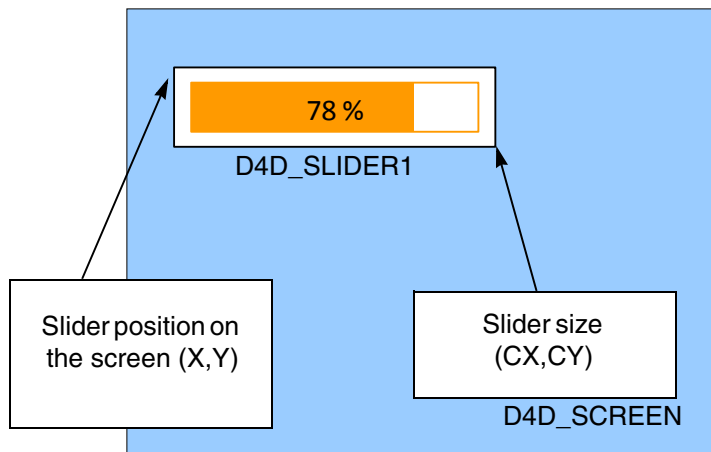 78 %
D4D_SLIDER1
Slider position on
the screen (X,Y)
Slider size
(CX,CY)
D4D_SCREEN